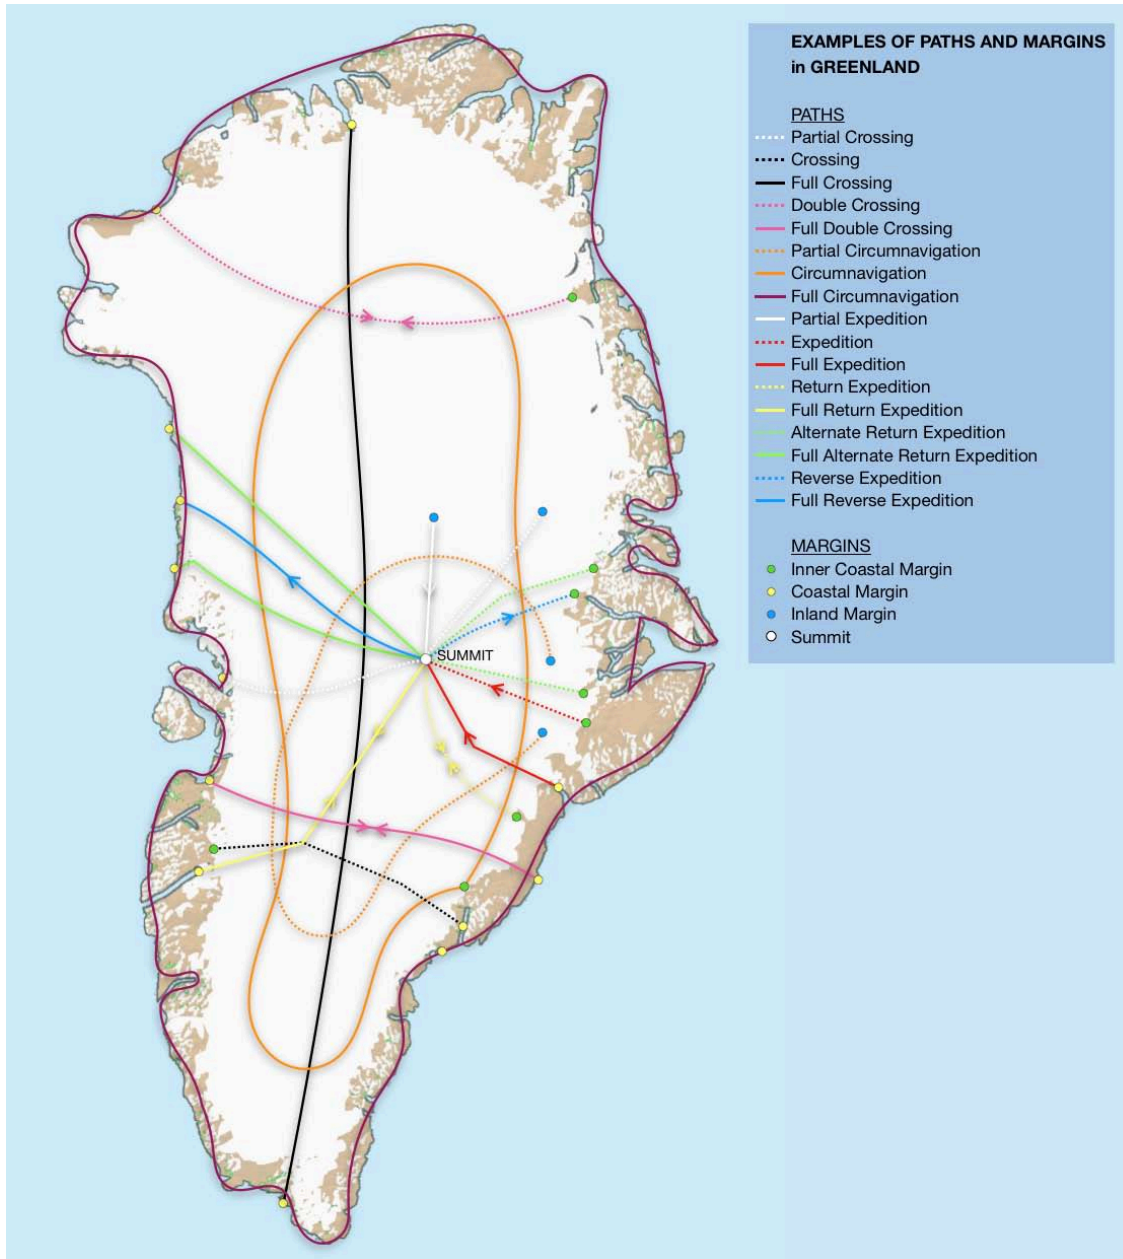 EXAMPLES OF PATHS AND MARGINS
in GREENLAND
PATHS
Partial Crossing
Crossing
Full Crossing
Double Crossing
Full Double Crossing
Partial Circumnavigation
Circumnavigation
Full Circumnavigation
Partial Expedition
Expedition
Full Expedition
Return Expedition
Full Return Expedition
Alternate Return Expedition
Full Alternate Return Expedition
Reverse Expedition
Full Reverse Expedition
MARGINS
Inner Coastal Margin
Coastal Margin
Inland Margin
Summit
SUMMIT